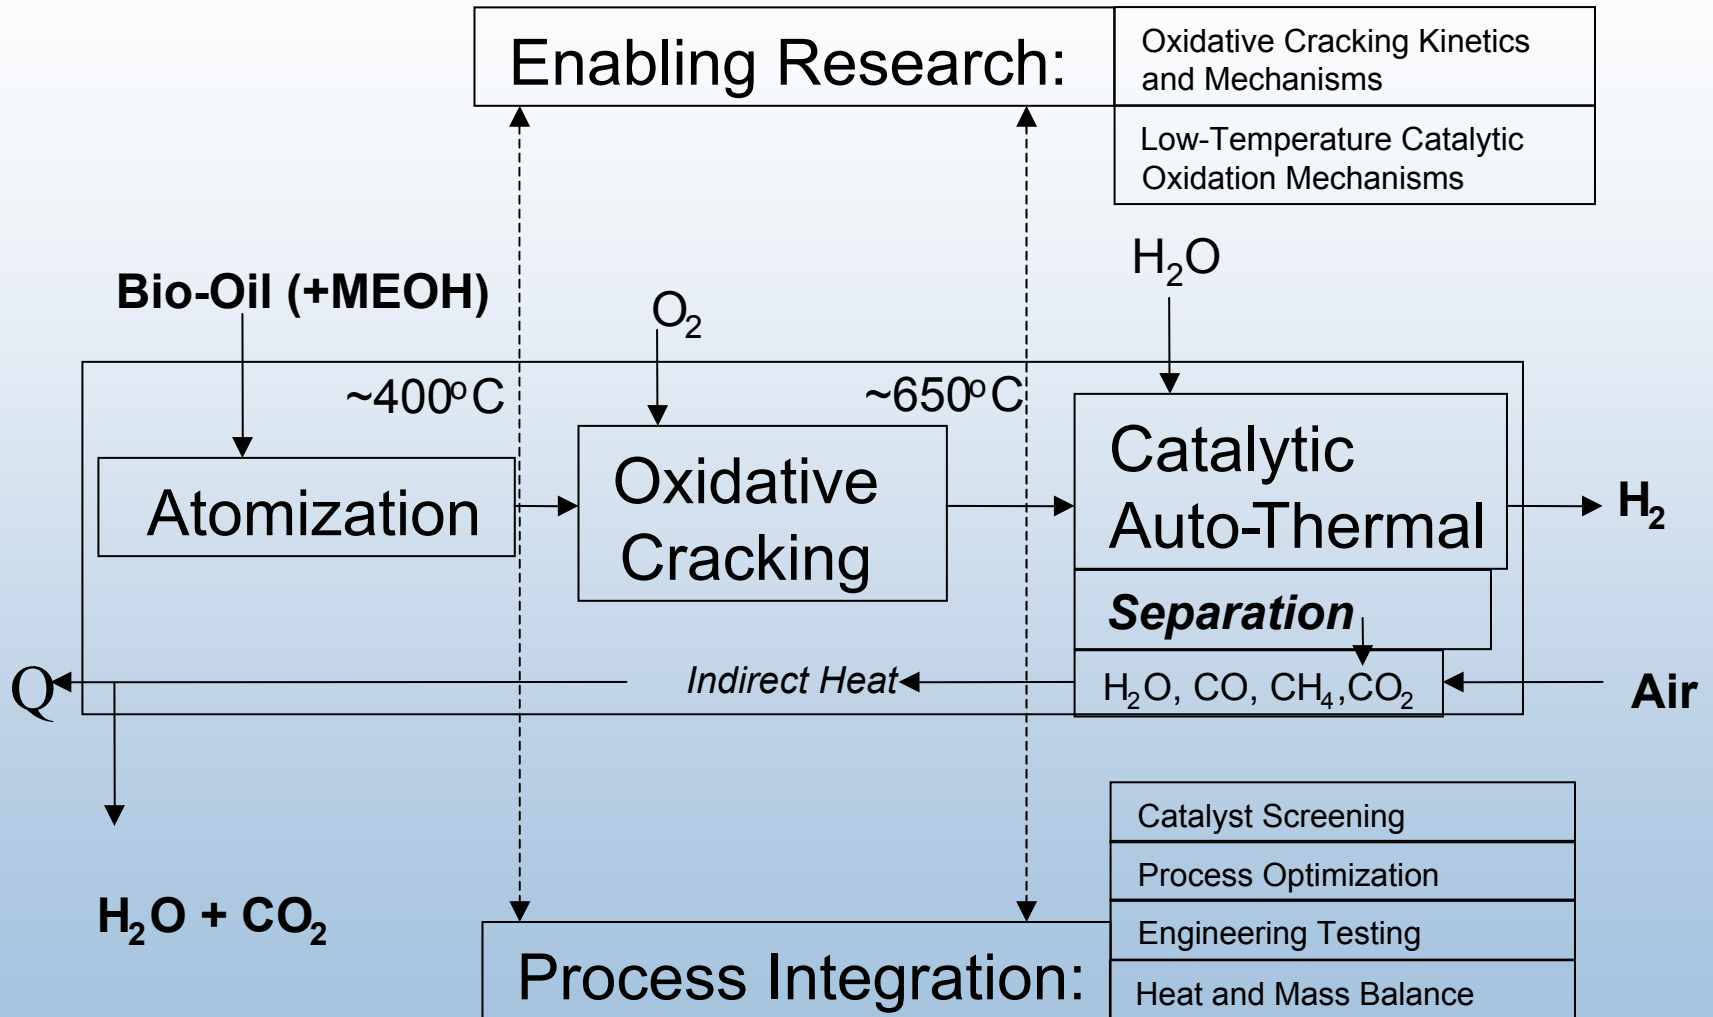 Enabling Research:
Oxidative Cracking Kinetics
and Mechanisms
Low-Temperature Catalytic
Oxidation Mechanisms
H₂O
Bio-Oil (+MEOH)
O₂
~400°C
~650°C
Atomization
Oxidative
Cracking
Catalytic
Auto-Thermal
H₂
Separation
Q
Indirect Heat
H₂O, CO, CH₄,CO₂
Air
H₂O + CO₂
Catalyst Screening
Process Optimization
Engineering Testing
Process Integration:
Heat and Mass Balance